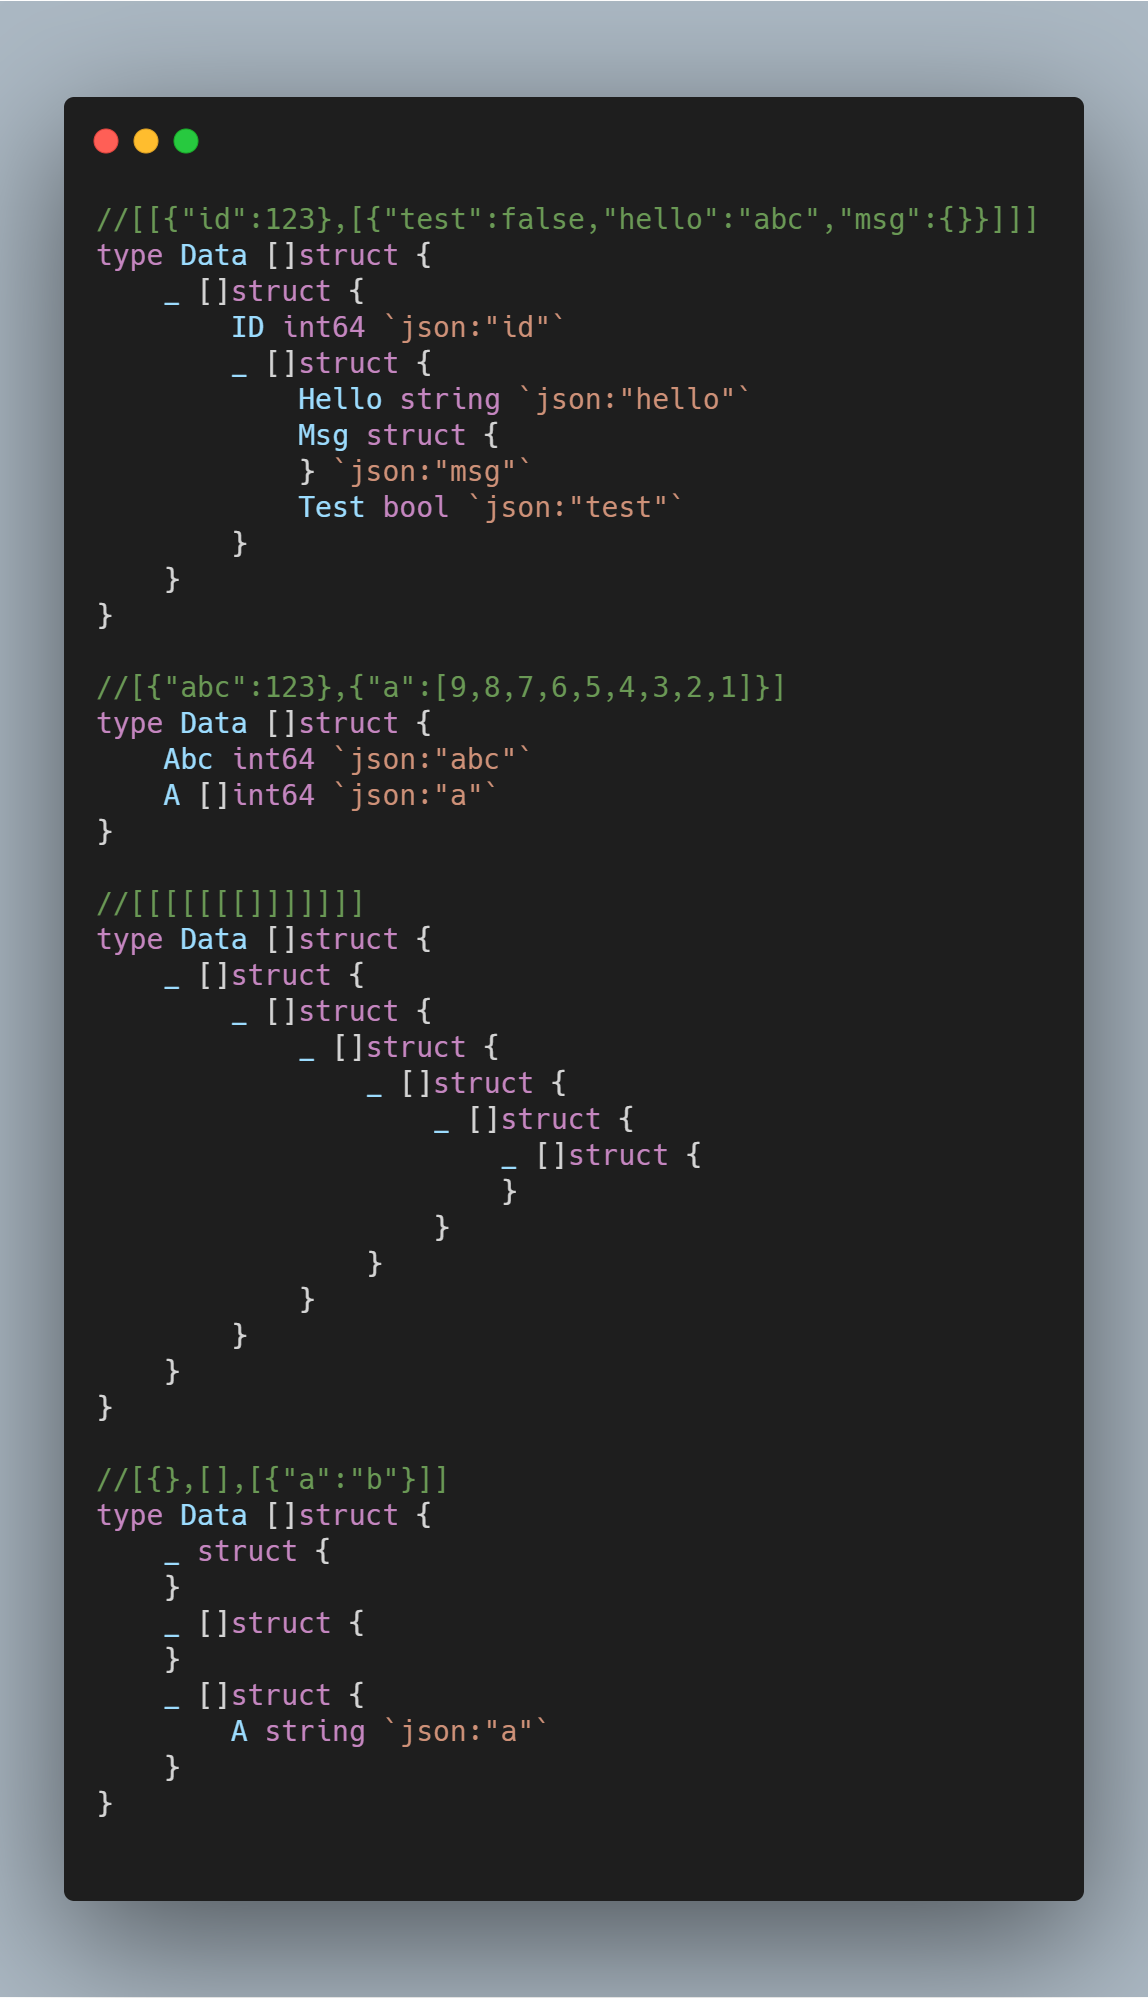 //[[{"id":123},[{"test":false,"hello":"abc","msg":{}}]]]
type Data []struct {
    _ []struct {
        ID int64 `json:"id"`
        _ []struct {
            Hello string `json:"hello"`
            Msg struct {
            } `json:"msg"`
            Test bool `json:"test"`
        }
    }
}

//[{"abc":123},{"a":[9,8,7,6,5,4,3,2,1]}]
type Data []struct {
    Abc int64 `json:"abc"`
    A []int64 `json:"a"`
}

//[[[[[[[]]]]]]]
type Data []struct {
    _ []struct {
        _ []struct {
            _ []struct {
                _ []struct {
                    _ []struct {
                        _ []struct {
                        }
                    }
                }
            }
        }
    }
}

//[{},[],[{"a":"b"}]]
type Data []struct {
    _ struct {
    }
    _ []struct {
    }
    _ []struct {
        A string `json:"a"`
    }
}